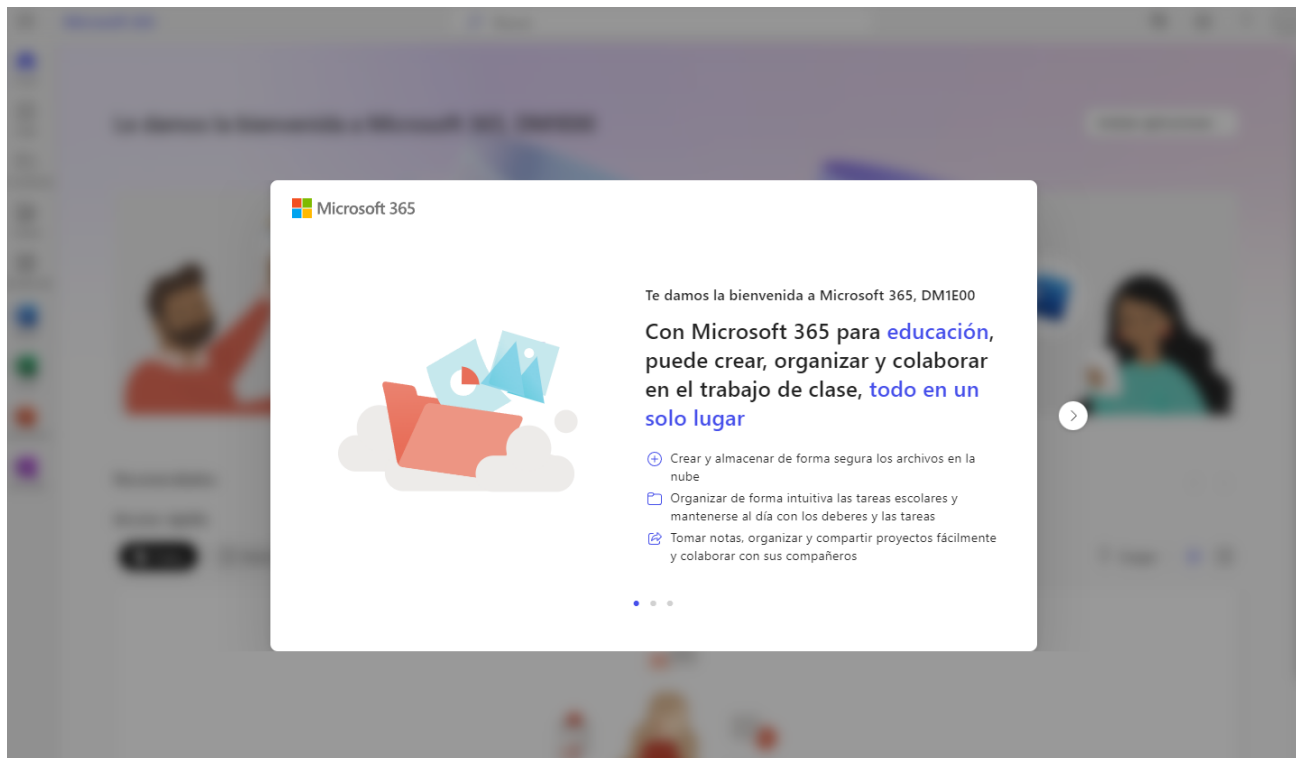 Microsoft 365
Te damos la bienvenida a Microsoft 365, DM1E00
Con Microsoft 365 para educación,
puede crear, organizar y colaborar
en el trabajo de clase, todo en un
solo lugar
Crear y almacenar de forma segura los archivos en la
nube
Organizar de forma intuitiva las tareas escolares y
mantenerse al día con los deberes y las tareas
Tomar notas, organizar y compartir proyectos fácilmente
y colaborar con sus compañeros